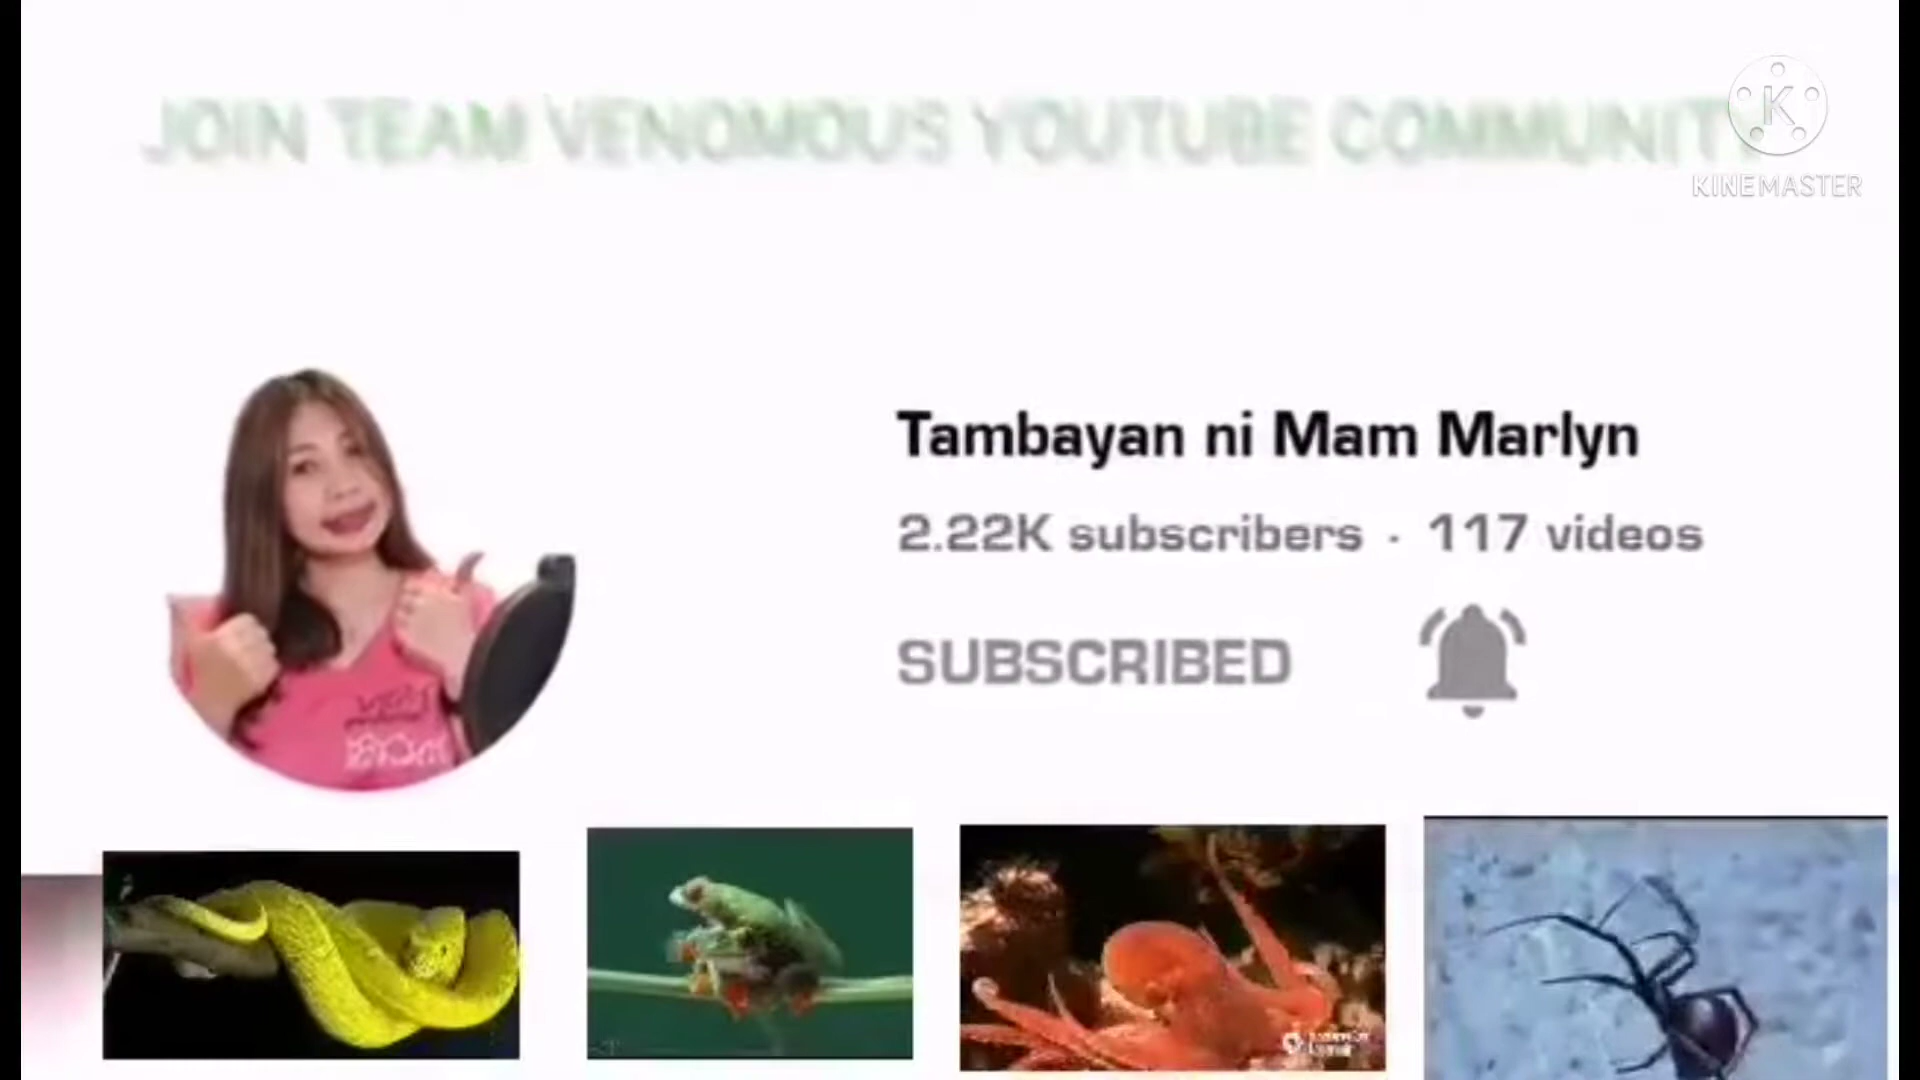 JOIN TEAM VENOMOUS YOUTUBE COMMUNITY
K
KINEMASTER
Tambayan ni Mam Marlyn
2.22K subscribers · 117 videos
SUBSCRIBED